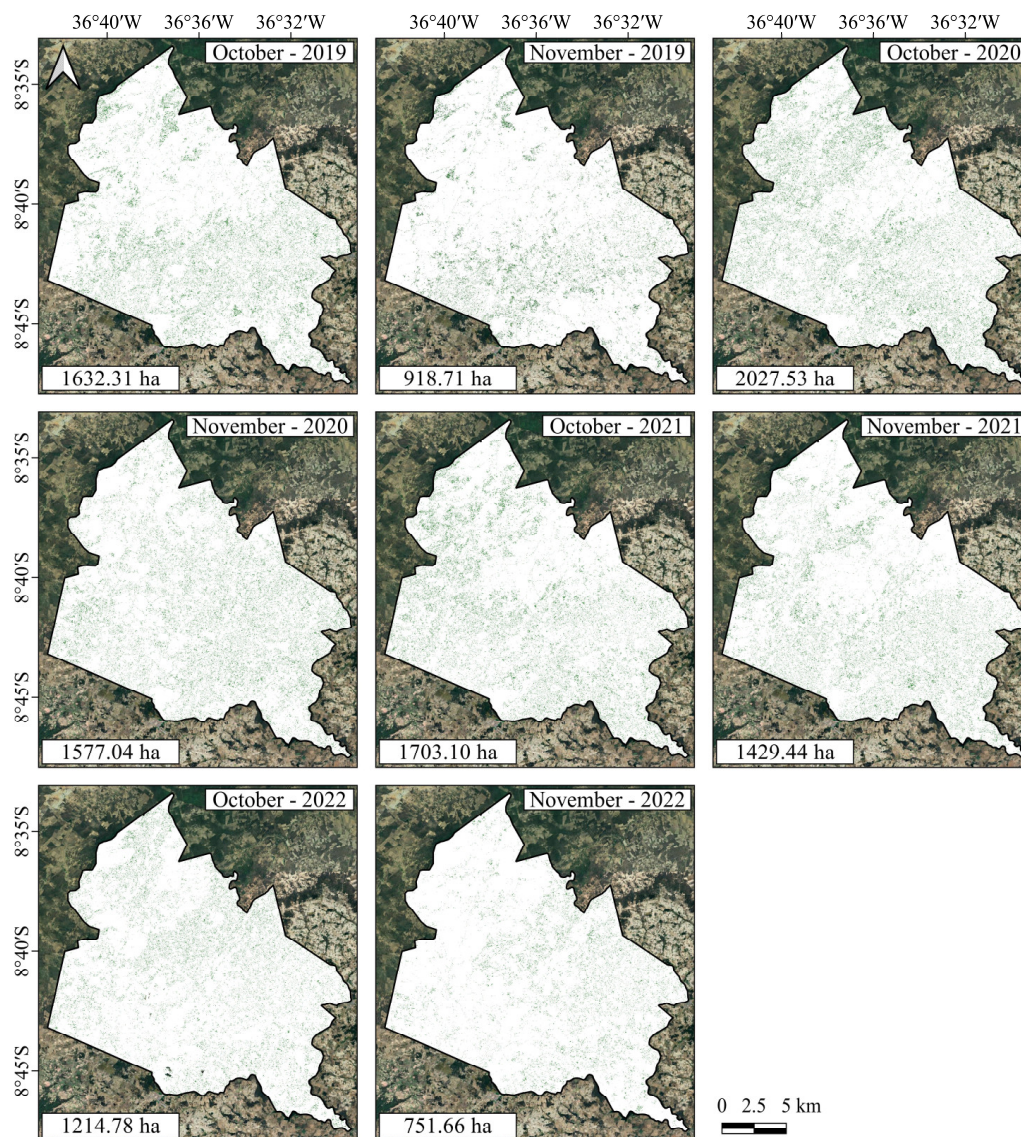 36°40'W 36°36'W 36°32'W 36°40'W 36°36'W 36°32'W 36°40'W 36°36'W 36°32'W
October - 2019 November - 2019 October - 2020
8°35'S
8°40'S
8°45'S
1632.31 ha 918.71 ha 2027.53 ha
November - 2020 October - 2021 November - 2021
8°35'S
8°40'S
8°45'S
1577.04 ha 1703.10 ha 1429.44 ha
October - 2022 November - 2022
8°35'S
8°40'S
8°45'S
1214.78 ha 751.66 ha
0 2.5 5 km